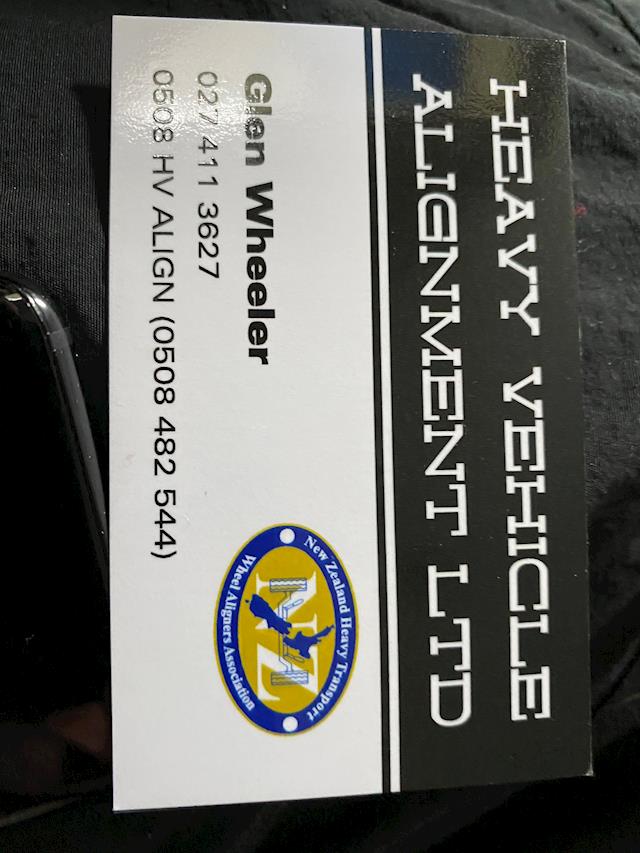 HEAVY VEHICLE
ALIGNMENT LTD
Glen Wheeler
027 411 3627
0508 HV ALIGN (0508 482 544)
New Zealand Heavy Transport
NZ
Wheel Aligners Association